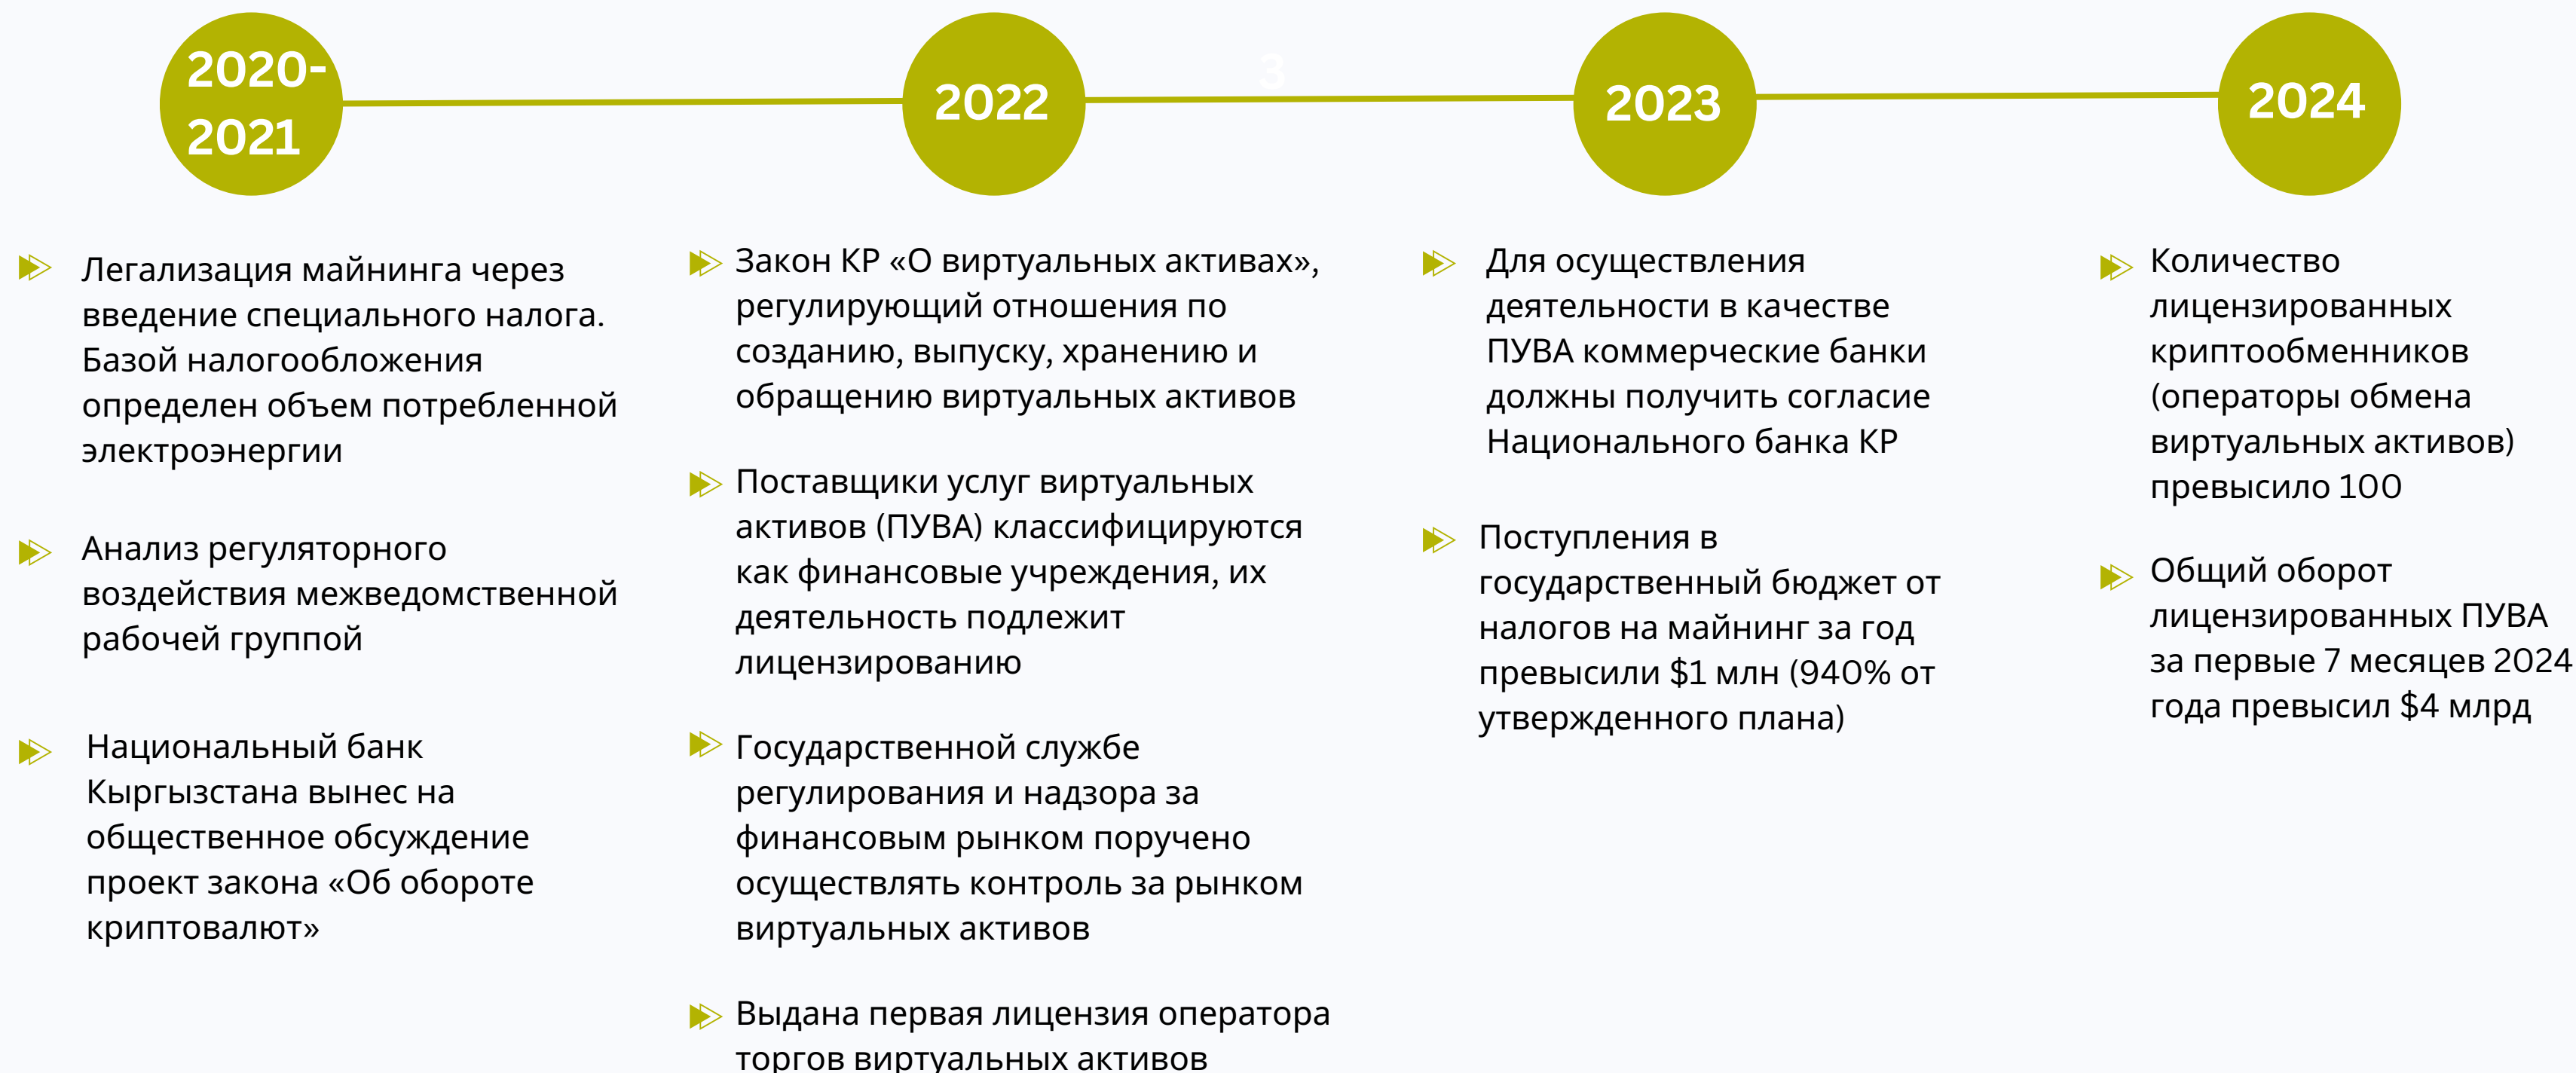 2020-
2021
Легализация майнинга через
введение специального налога.
Базой налогообложения
определен объем потребленной
электроэнергии
Анализ регуляторного
воздействия межведомственной
рабочей группой
Национальный банк
Кыргызстана вынес на
общественное обсуждение
проект закона «Об обороте
криптовалют»
3
2022
Закон КР «О виртуальных активах»,
регулирующий отношения по
созданию, выпуску, хранению и
обращению виртуальных активов
Поставщики услуг виртуальных
активов (ПУВА) классифицируются
как финансовые учреждения, их
деятельность подлежит
лицензированию
Государственной службе
регулирования и надзора за
финансовым рынком поручено
осуществлять контроль за рынком
виртуальных активов
Выдана первая лицензия оператора
торгов виртуальных активов
2023
Для осуществления
деятельности в качестве
ПУВА коммерческие банки
должны получить согласие
Национального банка КР
Поступления в
государственный бюджет от
налогов на майнинг за год
превысили $1 млн (940% от
утвержденного плана)
2024
Количество
лицензированных
криптообменников
(операторы обмена
виртуальных активов)
превысило 100
Общий оборот
лицензированных ПУВА
за первые 7 месяцев 2024
года превысил $4 млрд